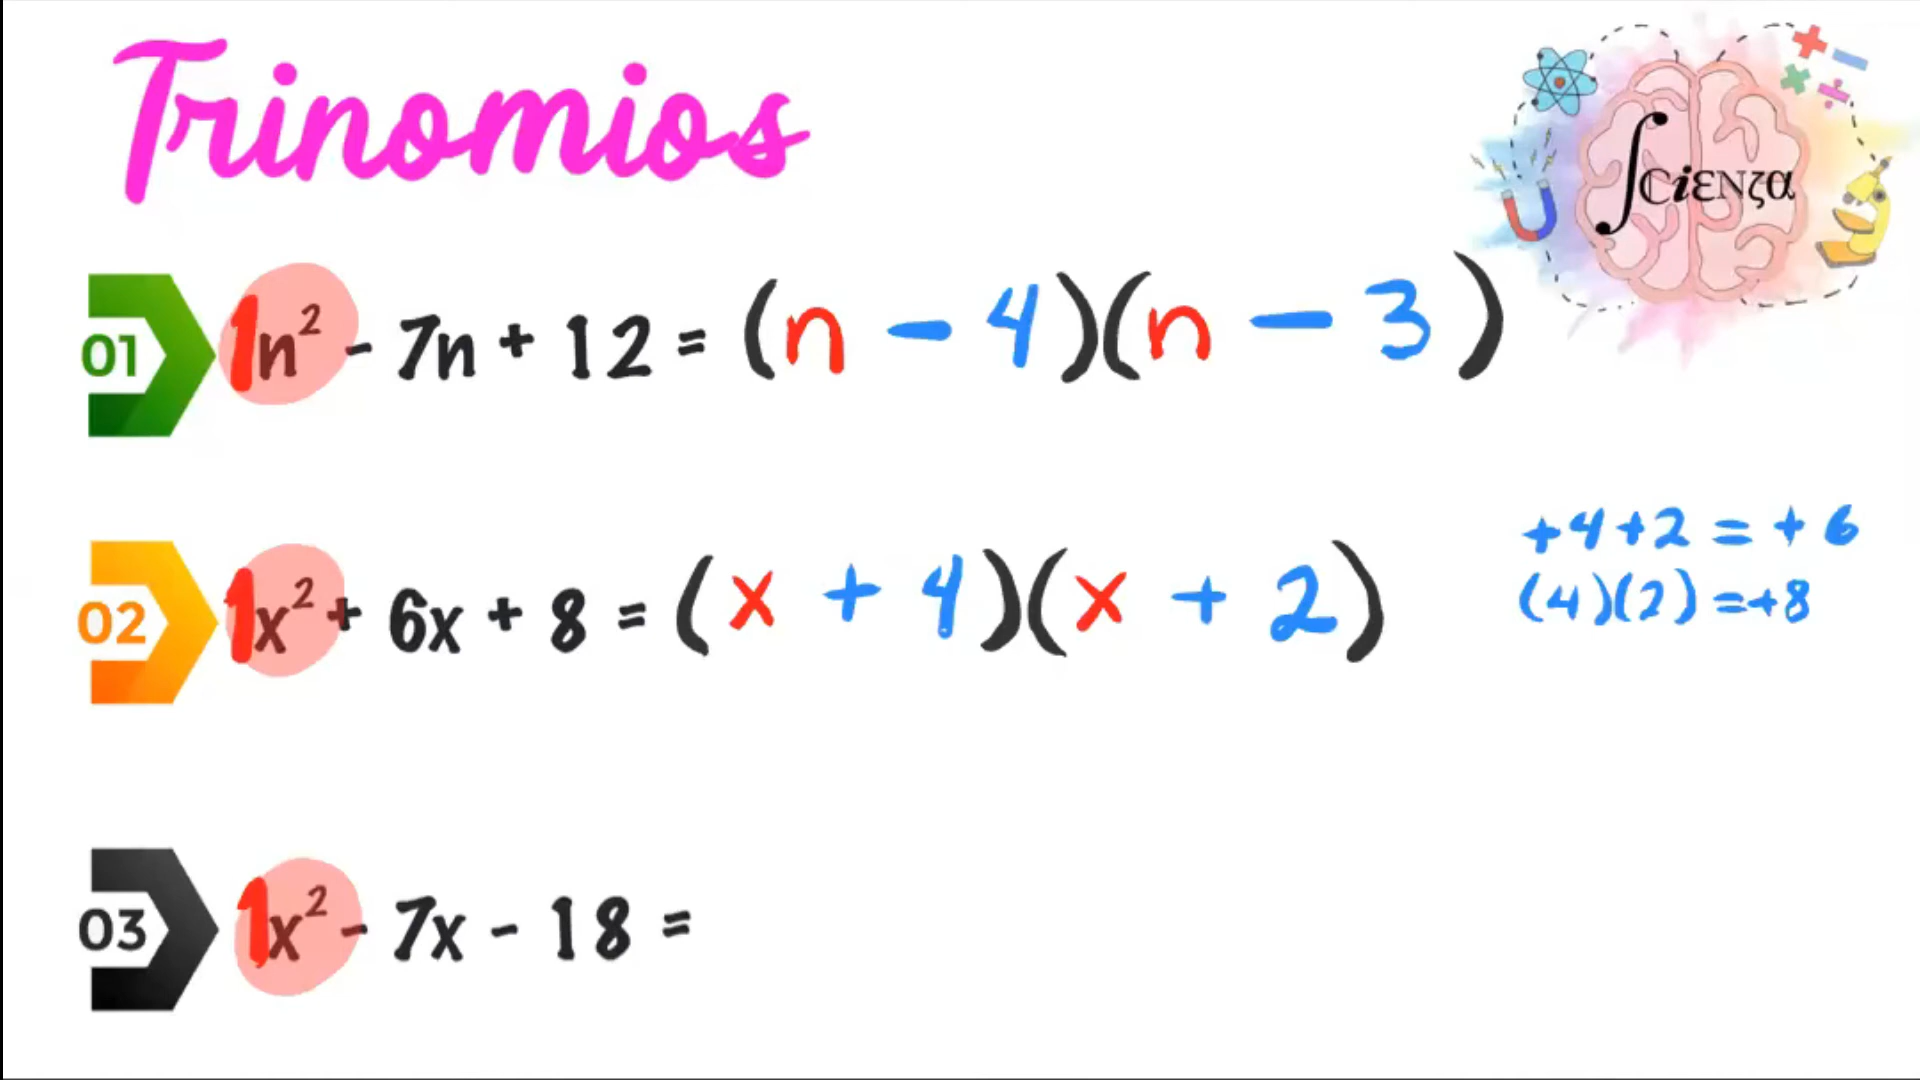 Trinomios
∫CiENζα
01 1n² - 7n + 12 = (n - 4)(n - 3)
+4+2 = +6
02 1x² + 6x + 8 = (x + 4)(x + 2)
(4)(2) = +8
03 1x² - 7x - 18 =